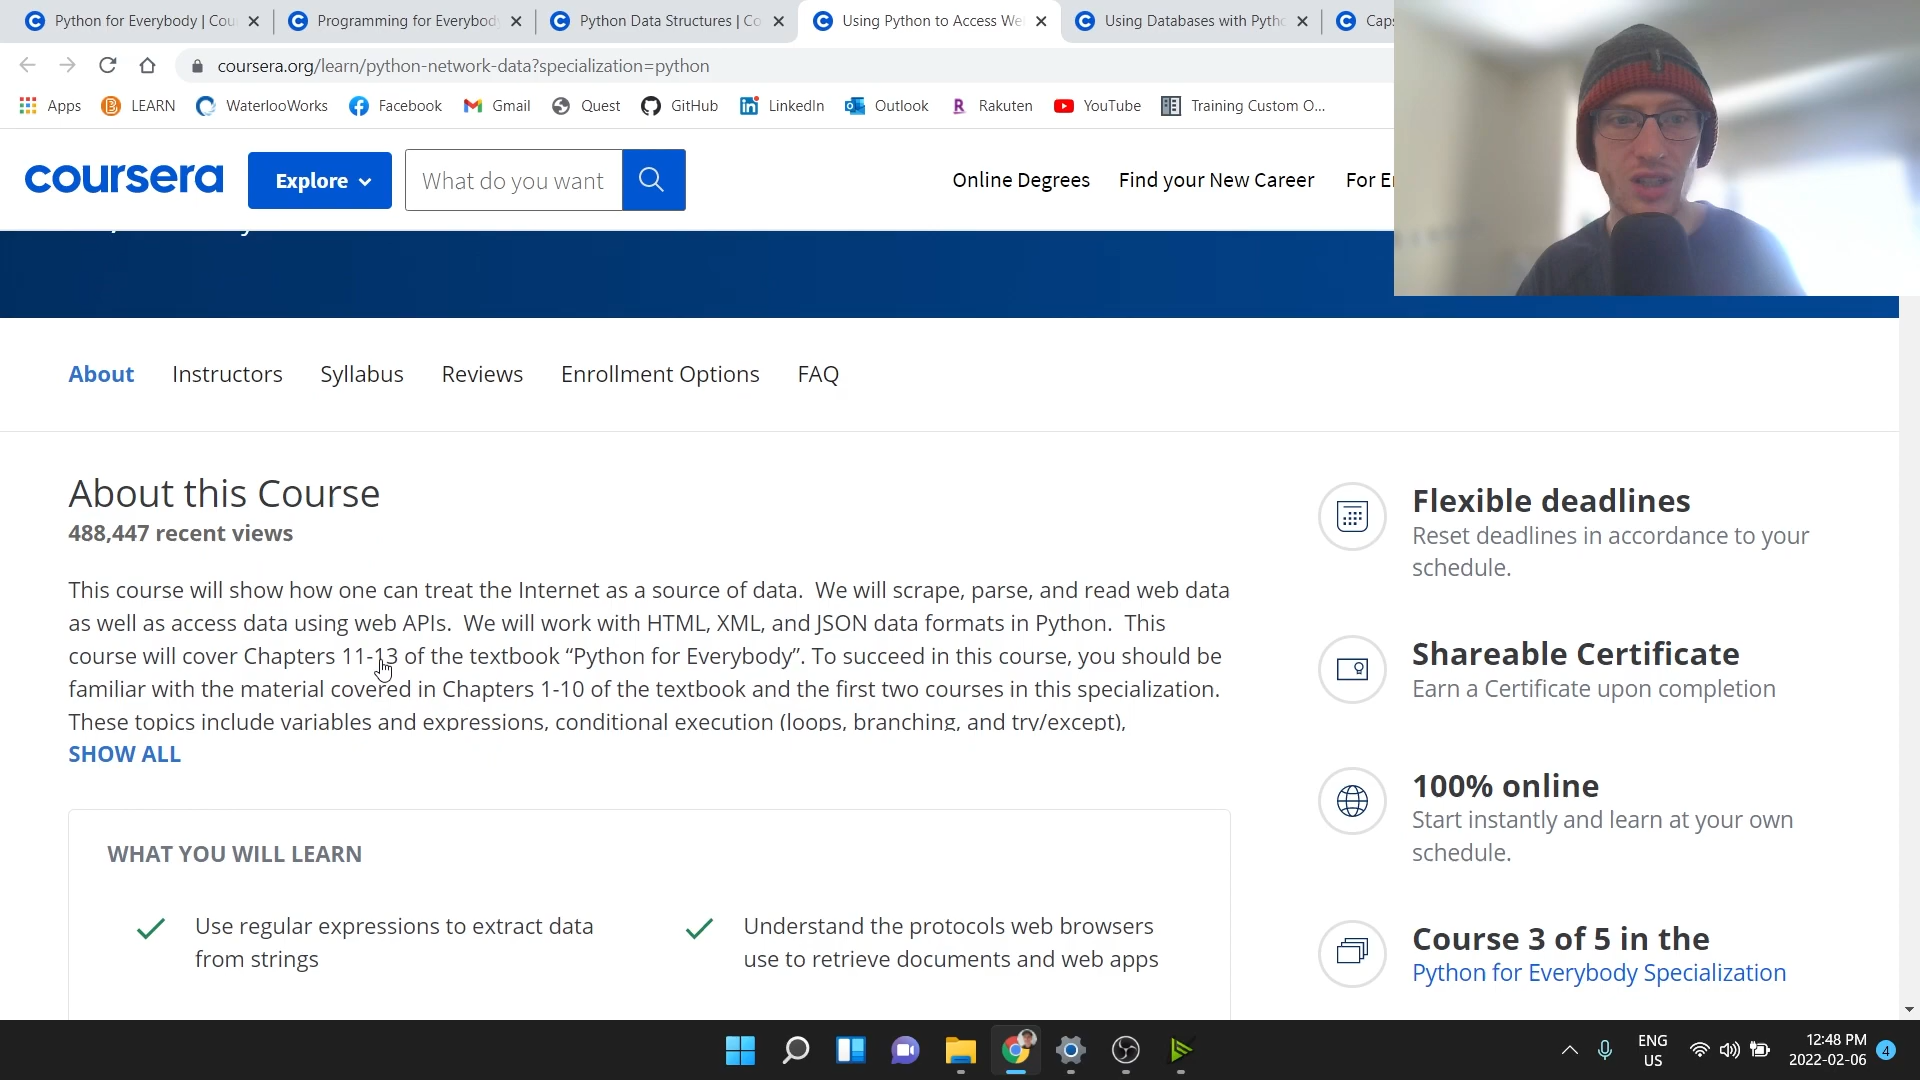 Python for Everybody | Cou
Programming for Everybod
Python Data Structures | Co
Using Python to Access We
Using Databases with Pyth
Caps
coursera.org/learn/python-network-data?specialization=python
Apps
LEARN
WaterlooWorks
Facebook
Gmail
Quest
GitHub
LinkedIn
Outlook
Rakuten
YouTube
Training Custom O...
coursera
Explore
What do you want
Online Degrees
Find your New Career
For En
About
Instructors
Syllabus
Reviews
Enrollment Options
FAQ
About this Course
488,447 recent views
This course will show how one can treat the Internet as a source of data.  We will scrape, parse, and read web data
as well as access data using web APIs.  We will work with HTML, XML, and JSON data formats in Python.  This
course will cover Chapters 11-13 of the textbook “Python for Everybody”. To succeed in this course, you should be
familiar with the material covered in Chapters 1-10 of the textbook and the first two courses in this specialization.
These topics include variables and expressions, conditional execution (loops, branching, and try/except),
SHOW ALL
WHAT YOU WILL LEARN
Use regular expressions to extract data
from strings
Understand the protocols web browsers
use to retrieve documents and web apps
Flexible deadlines
Reset deadlines in accordance to your
schedule.
Shareable Certificate
Earn a Certificate upon completion
100% online
Start instantly and learn at your own
schedule.
Course 3 of 5 in the
Python for Everybody Specialization
ENG
US
12:48 PM
2022-02-06
4